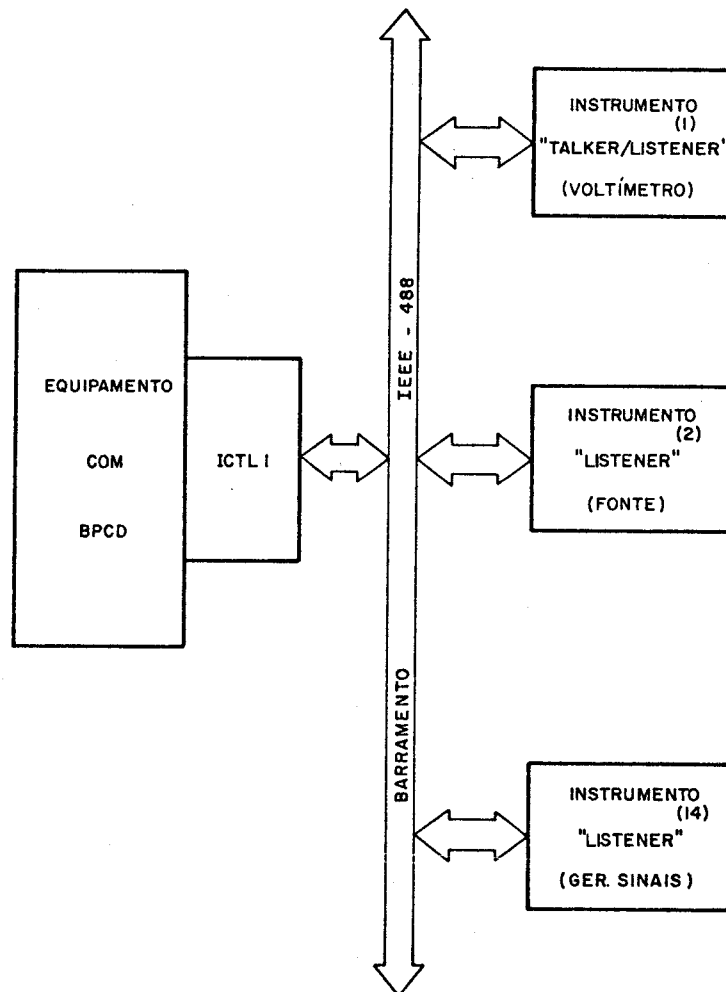 INSTRUMENTO
(1)
"TALKER/LISTENER"
(VOLTÍMETRO)
EQUIPAMENTO
COM
BPCD
ICTL 1
BARRAMENTO IEEE - 488
INSTRUMENTO
(2)
"LISTENER"
(FONTE)
INSTRUMENTO
(14)
"LISTENER"
(GER. SINAIS)